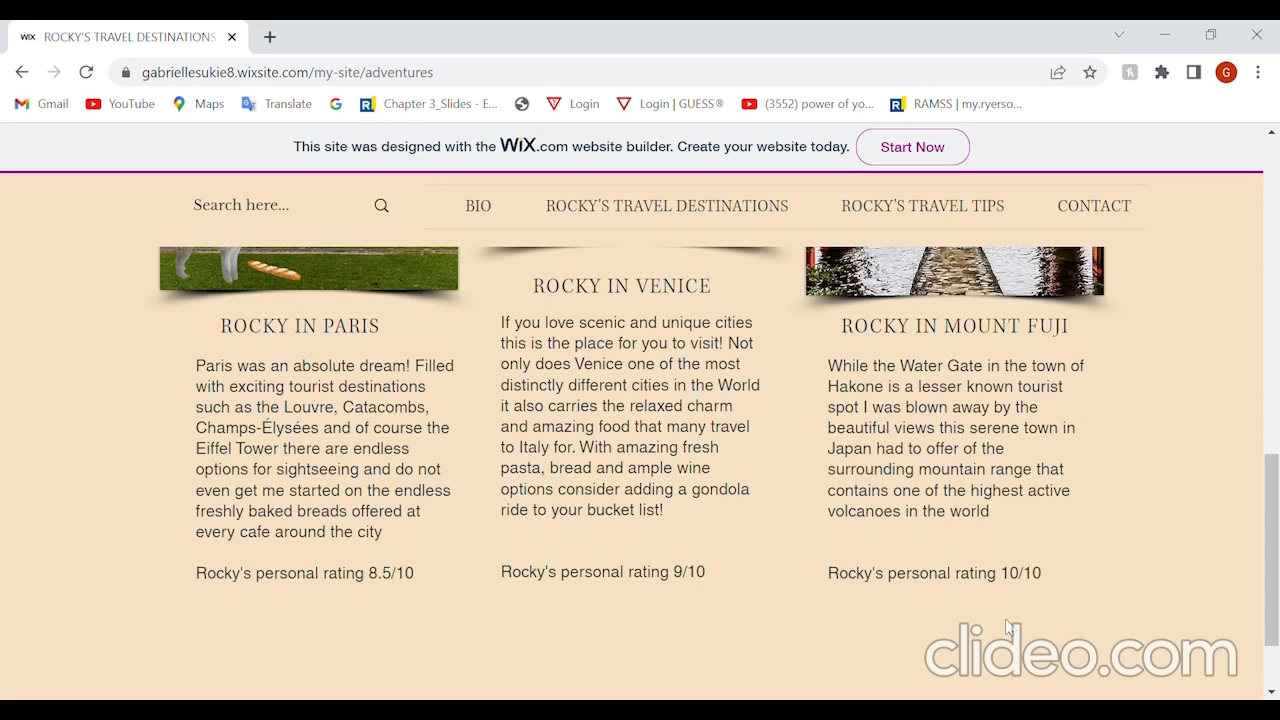 WIX ROCKY'S TRAVEL DESTINATIONS
gabriellesukie8.wixsite.com/my-site/adventures
G
Gmail YouTube Maps Translate Chapter 3_Slides - E... Login Login | GUESS® (3552) power of yo... RAMSS | my.ryerso...
This site was designed with the WIX.com website builder. Create your website today. Start Now
Search here... BIO ROCKY'S TRAVEL DESTINATIONS ROCKY'S TRAVEL TIPS CONTACT
ROCKY IN PARIS
Paris was an absolute dream! Filled
with exciting tourist destinations
such as the Louvre, Catacombs,
Champs-Élysées and of course the
Eiffel Tower there are endless
options for sightseeing and do not
even get me started on the endless
freshly baked breads offered at
every cafe around the city
Rocky's personal rating 8.5/10
ROCKY IN VENICE
If you love scenic and unique cities
this is the place for you to visit! Not
only does Venice one of the most
distinctly different cities in the World
it also carries the relaxed charm
and amazing food that many travel
to Italy for. With amazing fresh
pasta, bread and ample wine
options consider adding a gondola
ride to your bucket list!
Rocky's personal rating 9/10
ROCKY IN MOUNT FUJI
While the Water Gate in the town of
Hakone is a lesser known tourist
spot I was blown away by the
beautiful views this serene town in
Japan had to offer of the
surrounding mountain range that
contains one of the highest active
volcanoes in the world
Rocky's personal rating 10/10
clideo.com